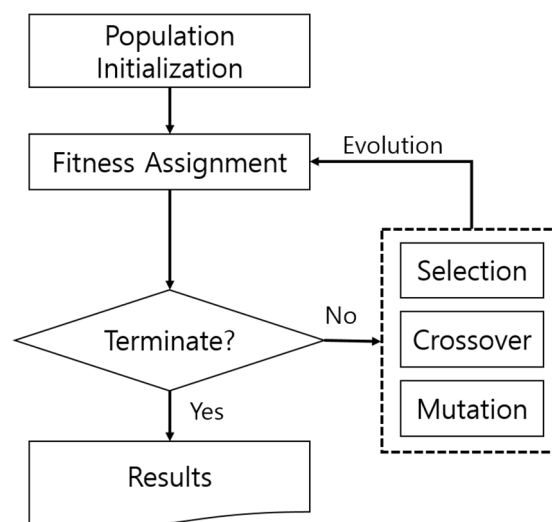 Population
Initialization
Fitness Assignment
Evolution
Selection
Terminate?
No
Crossover
Mutation
Yes
Results